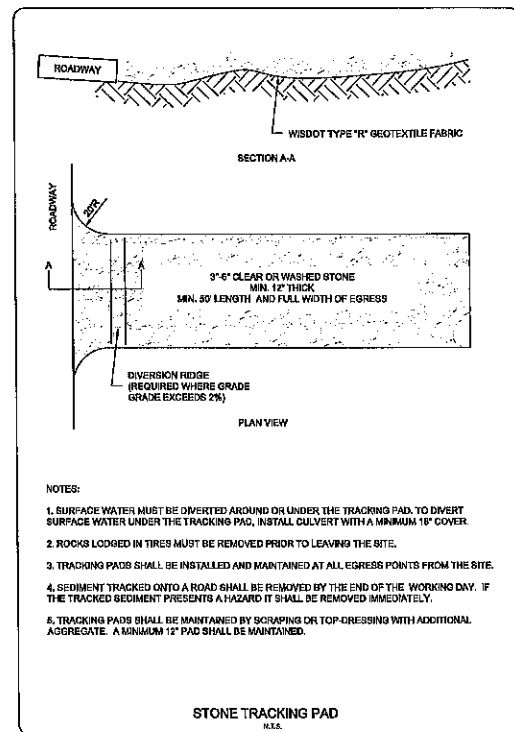 ROADWAY
WISDOT TYPE "R" GEOTEXTILE FABRIC
SECTION A-A
ROADWAY
20'R
A A
3"-6" CLEAR OR WASHED STONE
MIN. 12" THICK
MIN. 50' LENGTH AND FULL WIDTH OF EGRESS
DIVERSION RIDGE
(REQUIRED WHERE GRADE
GRADE EXCEEDS 2%)
PLAN VIEW
NOTES:
1. SURFACE WATER MUST BE DIVERTED AROUND OR UNDER THE TRACKING PAD. TO DIVERT
SURFACE WATER UNDER THE TRACKING PAD, INSTALL CULVERT WITH A MINIMUM 18" COVER.
2. ROCKS LODGED IN TIRES MUST BE REMOVED PRIOR TO LEAVING THE SITE.
3. TRACKING PADS SHALL BE INSTALLED AND MAINTAINED AT ALL EGRESS POINTS FROM THE SITE.
4. SEDIMENT TRACKED ONTO A ROAD SHALL BE REMOVED BY THE END OF THE WORKING DAY. IF
THE TRACKED SEDIMENT PRESENTS A HAZARD IT SHALL BE REMOVED IMMEDIATELY.
5. TRACKING PADS SHALL BE MAINTAINED BY SCRAPING OR TOP-DRESSING WITH ADDITIONAL
AGGREGATE. A MINIMUM 12" PAD SHALL BE MAINTAINED.
STONE TRACKING PAD
N.T.S.